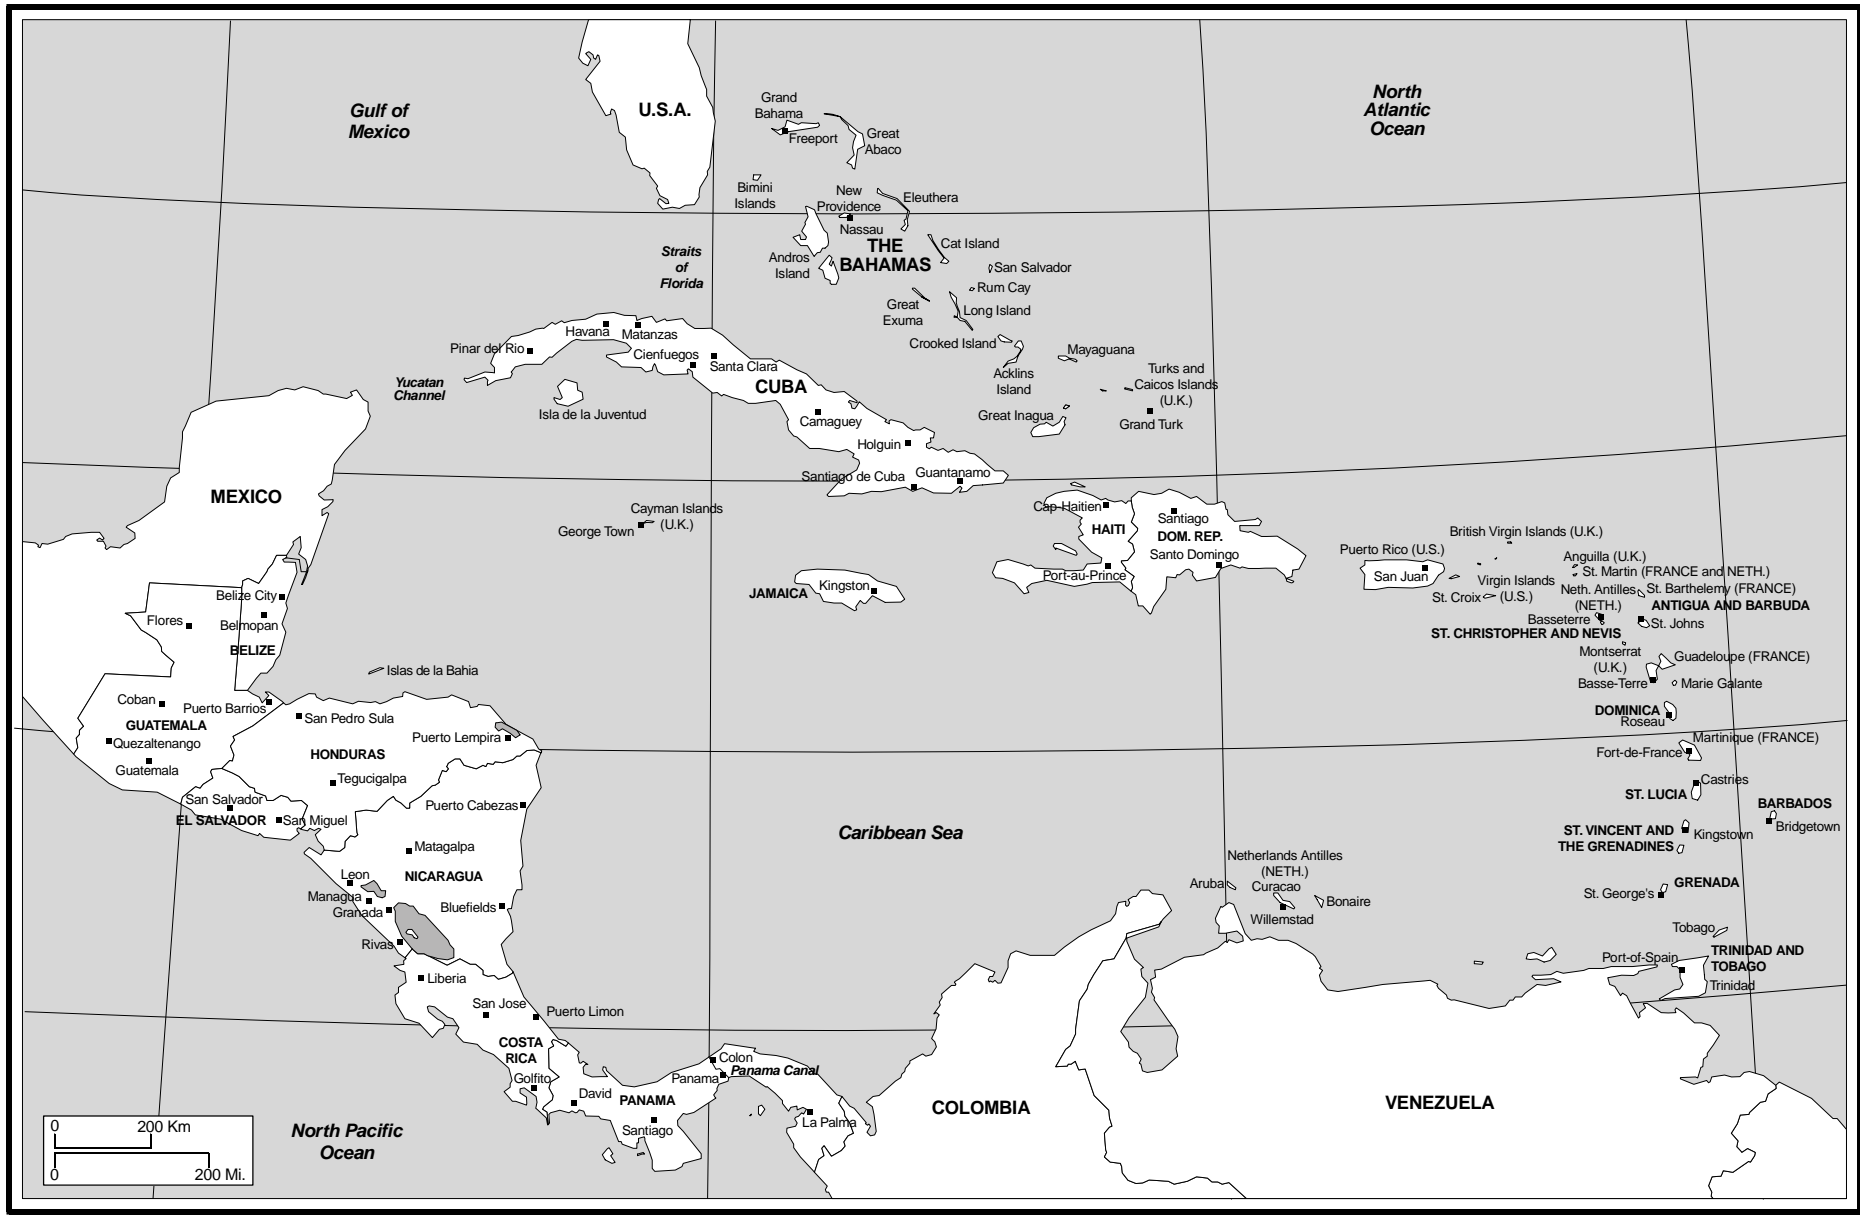 Gulf of
Mexico
U.S.A.
North
Atlantic
Ocean
Grand
Bahama
Freeport
Great
Abaco
Bimini
Islands
New
Providence
Nassau
Eleuthera
THE
BAHAMAS
Andros
Island
Cat Island
San Salvador
Rum Cay
Great
Exuma
Long Island
Crooked Island
Acklins
Island
Mayaguana
Turks and
Caicos Islands
(U.K.)
Grand Turk
Great Inagua
Straits
of
Florida
Havana
Matanzas
Pinar del Rio
Cienfuegos
Santa Clara
CUBA
Yucatan
Channel
Isla de la Juventud
Camaguey
Holguin
Santiago de Cuba
Guantanamo
MEXICO
Cayman Islands
(U.K.)
George Town
Cap-Haitien
HAITI
Port-au-Prince
Santiago
DOM. REP.
Santo Domingo
JAMAICA
Kingston
Puerto Rico (U.S.)
San Juan
British Virgin Islands (U.K.)
Virgin Islands
(U.S.)
St. Croix
Anguilla (U.K.)
St. Martin (FRANCE and NETH.)
Neth. Antilles
(NETH.)
St. Barthelemy (FRANCE)
ANTIGUA AND BARBUDA
St. Johns
Basseterre
ST. CHRISTOPHER AND NEVIS
Montserrat
(U.K.)
Guadeloupe (FRANCE)
Basse-Terre
Marie Galante
DOMINICA
Roseau
Martinique (FRANCE)
Fort-de-France
Castries
ST. LUCIA
BARBADOS
Bridgetown
ST. VINCENT AND
THE GRENADINES
Kingstown
GRENADA
St. George's
Tobago
TRINIDAD AND
TOBAGO
Port-of-Spain
Trinidad
Belize City
Flores
Belmopan
BELIZE
Islas de la Bahia
Coban
Puerto Barrios
GUATEMALA
Quezaltenango
Guatemala
San Pedro Sula
Puerto Lempira
HONDURAS
Tegucigalpa
San Salvador
EL SALVADOR
San Miguel
Puerto Cabezas
Matagalpa
NICARAGUA
Leon
Managua
Granada
Bluefields
Rivas
Caribbean Sea
Netherlands Antilles
(NETH.)
Aruba
Curacao
Willemstad
Bonaire
Liberia
San Jose
Puerto Limon
COSTA
RICA
Golfito
David
PANAMA
Santiago
Colon
Panama Canal
Panama
La Palma
COLOMBIA
VENEZUELA
North Pacific
Ocean
0 200 Km
0 200 Mi.